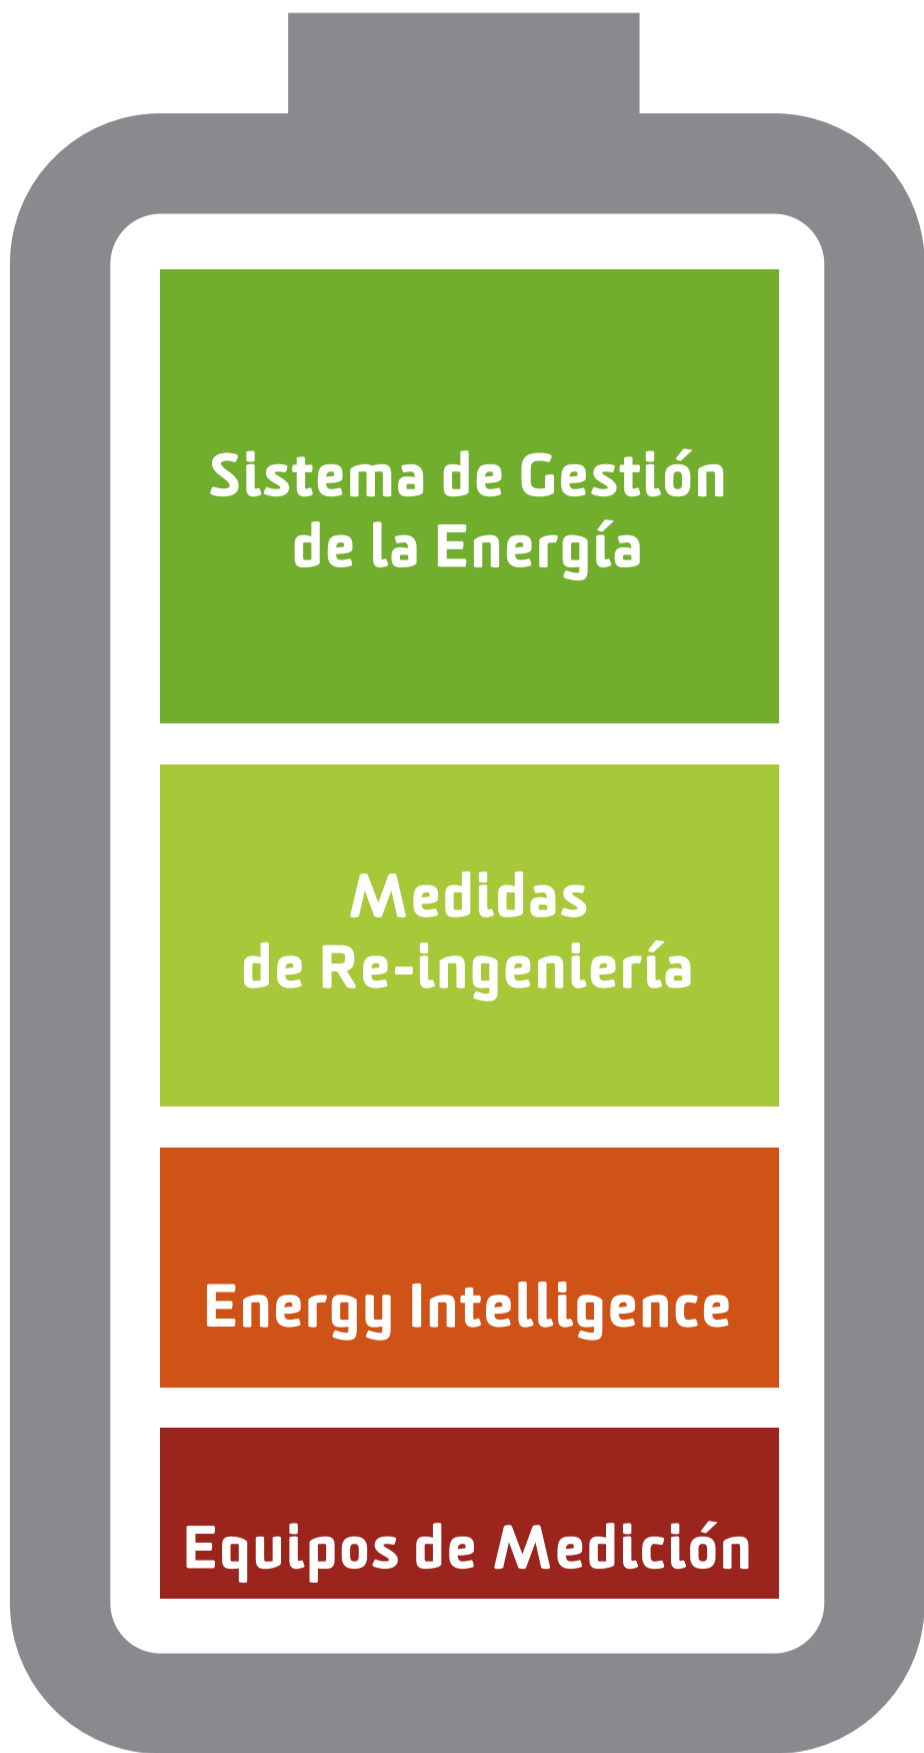 Sistema de Gestión
de la Energía
Medidas
de Re-ingeniería
Energy Intelligence
Equipos de Medición